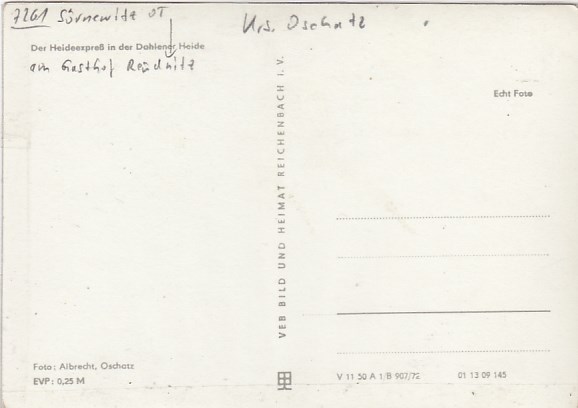 7261 Sörnewitz OT
Krs. Oschatz
Der Heideexpreß in der Dahlener Heide
am Gasthof Reudnitz
Echt Foto
VEB BILD UND HEIMAT REICHENBACH I. V.
Foto: Albrecht, Oschatz
EVP: 0,25 M
V 11 50 A 1/B 907/72 01 13 09 145